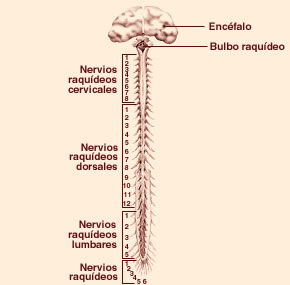 Encéfalo
Bulbo raquídeo
Nervios
raquídeos
cervicales
1
2
3
4
5
6
7
8
Nervios
raquídeos
dorsales
1
2
3
4
5
6
7
8
9
10
11
12
Nervios
raquídeos
lumbares
1
2
3
4
5
Nervios
raquídeos
1
2
3
4
5 6